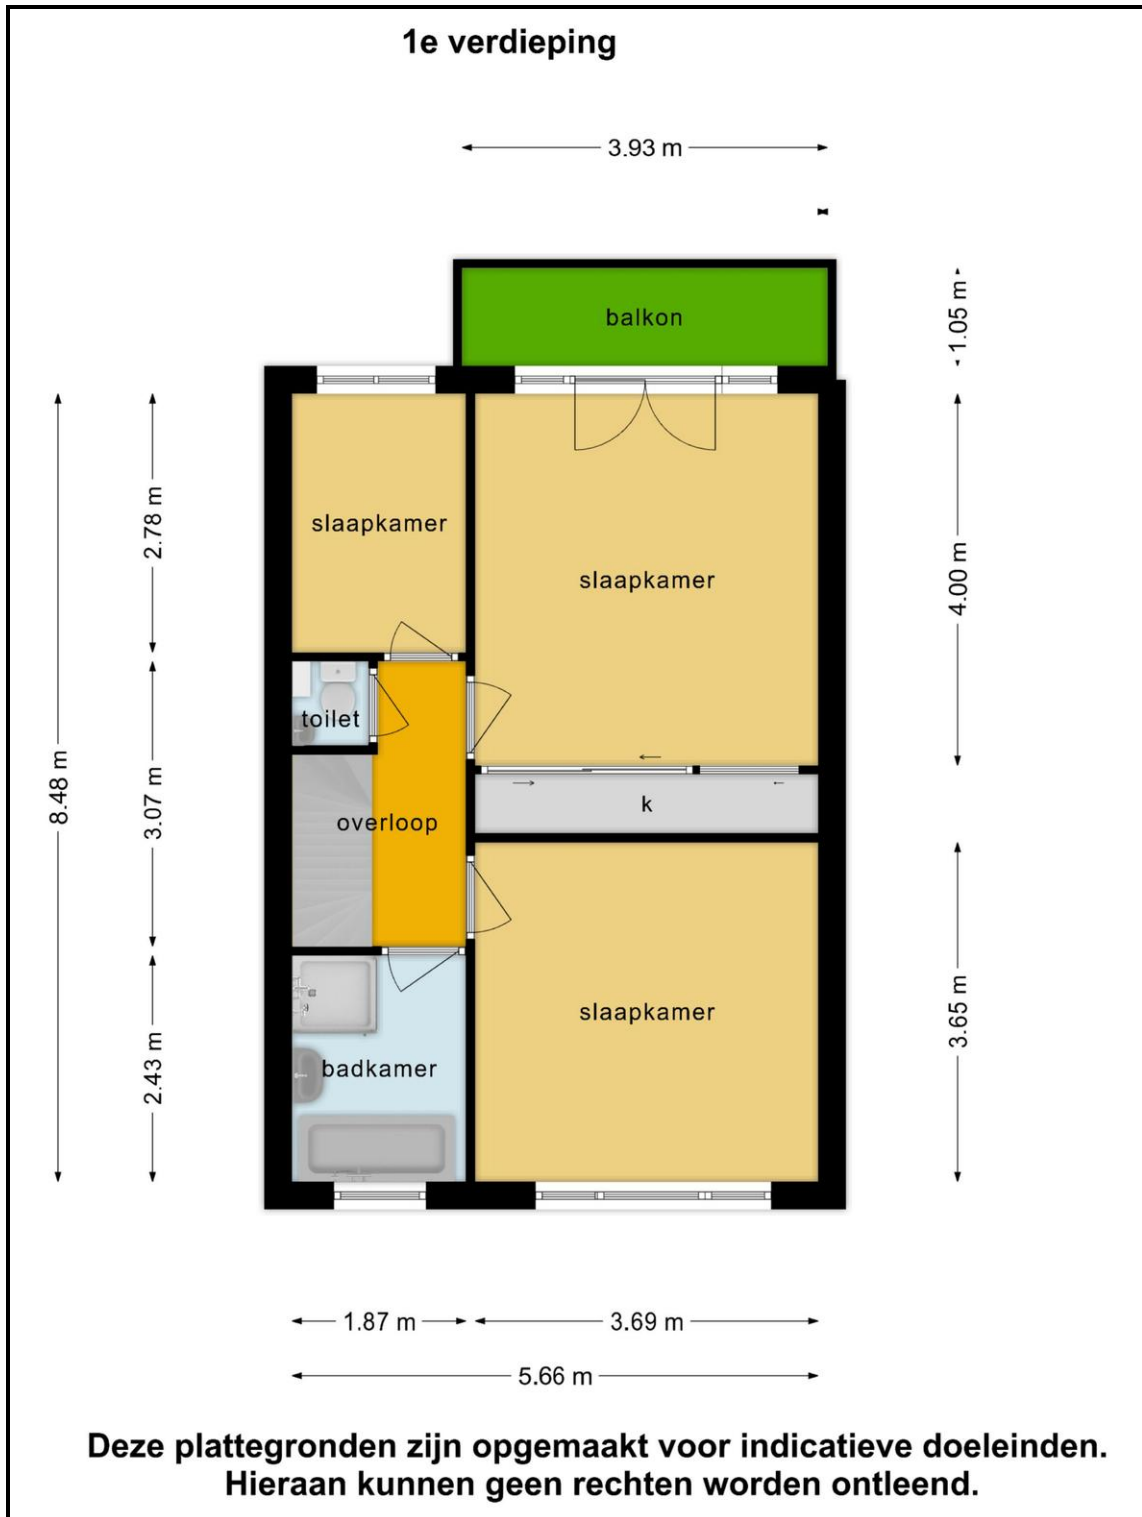 1e verdieping
3.93 m
balkon
1.05 m
slaapkamer
slaapkamer
2.78 m
4.00 m
toilet
8.48 m
3.07 m
overloop
k
slaapkamer
3.65 m
badkamer
2.43 m
1.87 m
3.69 m
5.66 m
Deze plattegronden zijn opgemaakt voor indicatieve doeleinden.
Hieraan kunnen geen rechten worden ontleend.